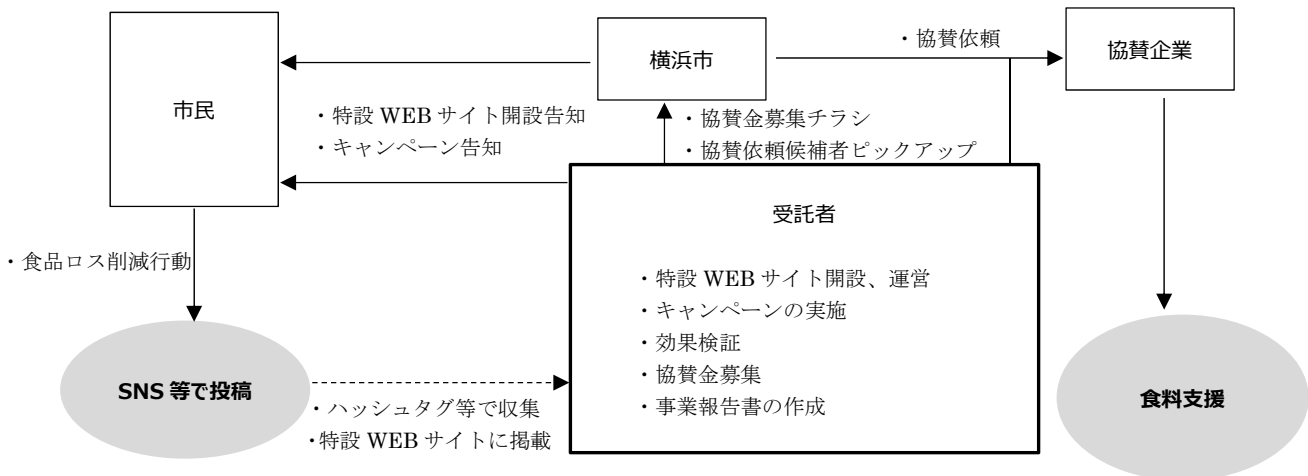 ・協賛依頼
横浜市
協賛企業
市民
・特設 WEB サイト開設告知
・キャンペーン告知
・協賛金募集チラシ
・協賛依頼候補者ピックアップ
受託者
・食品ロス削減行動
・特設 WEB サイト開設、運営
・キャンペーンの実施
・効果検証
・協賛金募集
・事業報告書の作成
SNS 等で投稿
・ハッシュタグ等で収集
・特設 WEB サイトに掲載
食料支援